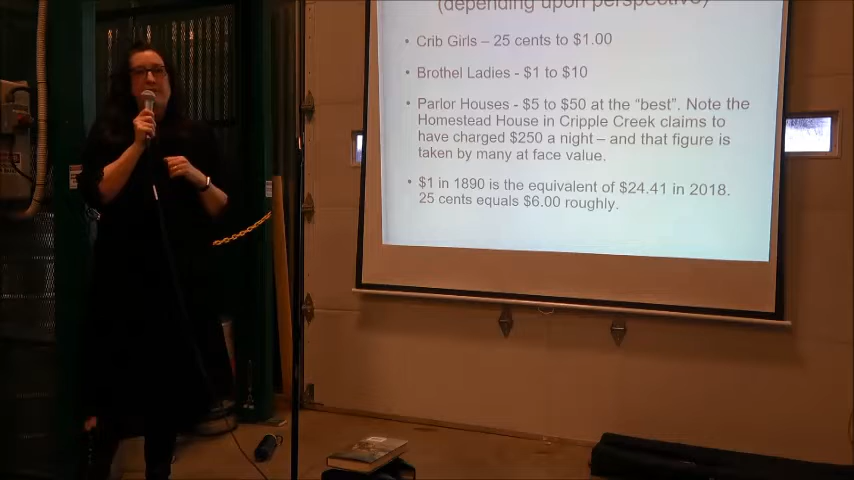 (depending upon perspective)
• Crib Girls – 25 cents to $1.00
• Brothel Ladies - $1 to $10
• Parlor Houses - $5 to $50 at the “best”. Note the
Homestead House in Cripple Creek claims to
have charged $250 a night – and that figure is
taken by many at face value.
• $1 in 1890 is the equivalent of $24.41 in 2018.
25 cents equals $6.00 roughly.